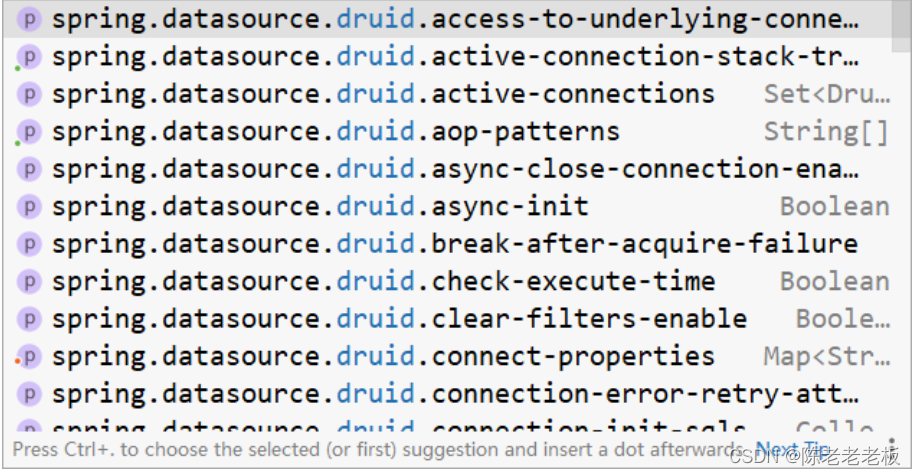 p spring.datasource.druid.access-to-underlying-conne…
p spring.datasource.druid.active-connection-stack-tr…
p spring.datasource.druid.active-connections Set<Dru…
p spring.datasource.druid.aop-patterns String[]
p spring.datasource.druid.async-close-connection-ena…
p spring.datasource.druid.async-init Boolean
p spring.datasource.druid.break-after-acquire-failure
p spring.datasource.druid.check-execute-time Boolean
p spring.datasource.druid.clear-filters-enable Boole…
p spring.datasource.druid.connect-properties Map<Str…
p spring.datasource.druid.connection-error-retry-att…
p spring.datasource.druid.connection-init-sqls Colle…
Press Ctrl+. to choose the selected (or first) suggestion and insert a dot afterwards Next Tip
CSDN @陈老老老板